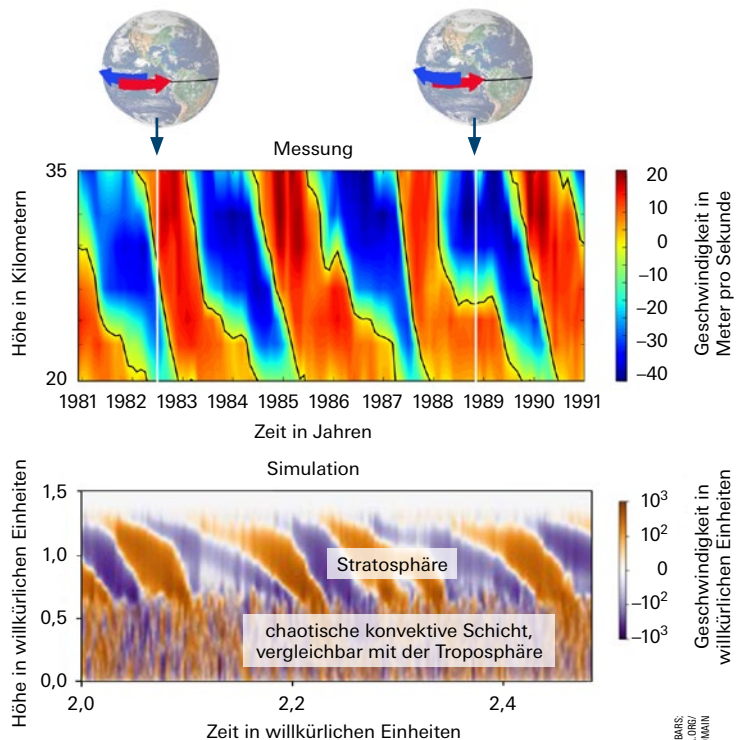 Messung
35
20
Höhe in Kilometern
1981 1982 1983 1984 1985 1986 1987 1988 1989 1990 1991
Zeit in Jahren
20
10
0
−10
−20
−30
−40
Geschwindigkeit in
Meter pro Sekunde
Simulation
1,5
1,0
0,5
0,0
Höhe in willkürlichen Einheiten
Stratosphäre
chaotische konvektive Schicht,
vergleichbar mit der Troposphäre
2,0 2,2 2,4
Zeit in willkürlichen Einheiten
10³
10²
0
−10²
−10³
Geschwindigkeit in
willkürlichen Einheiten
BARS;
.ORG/
MAIN